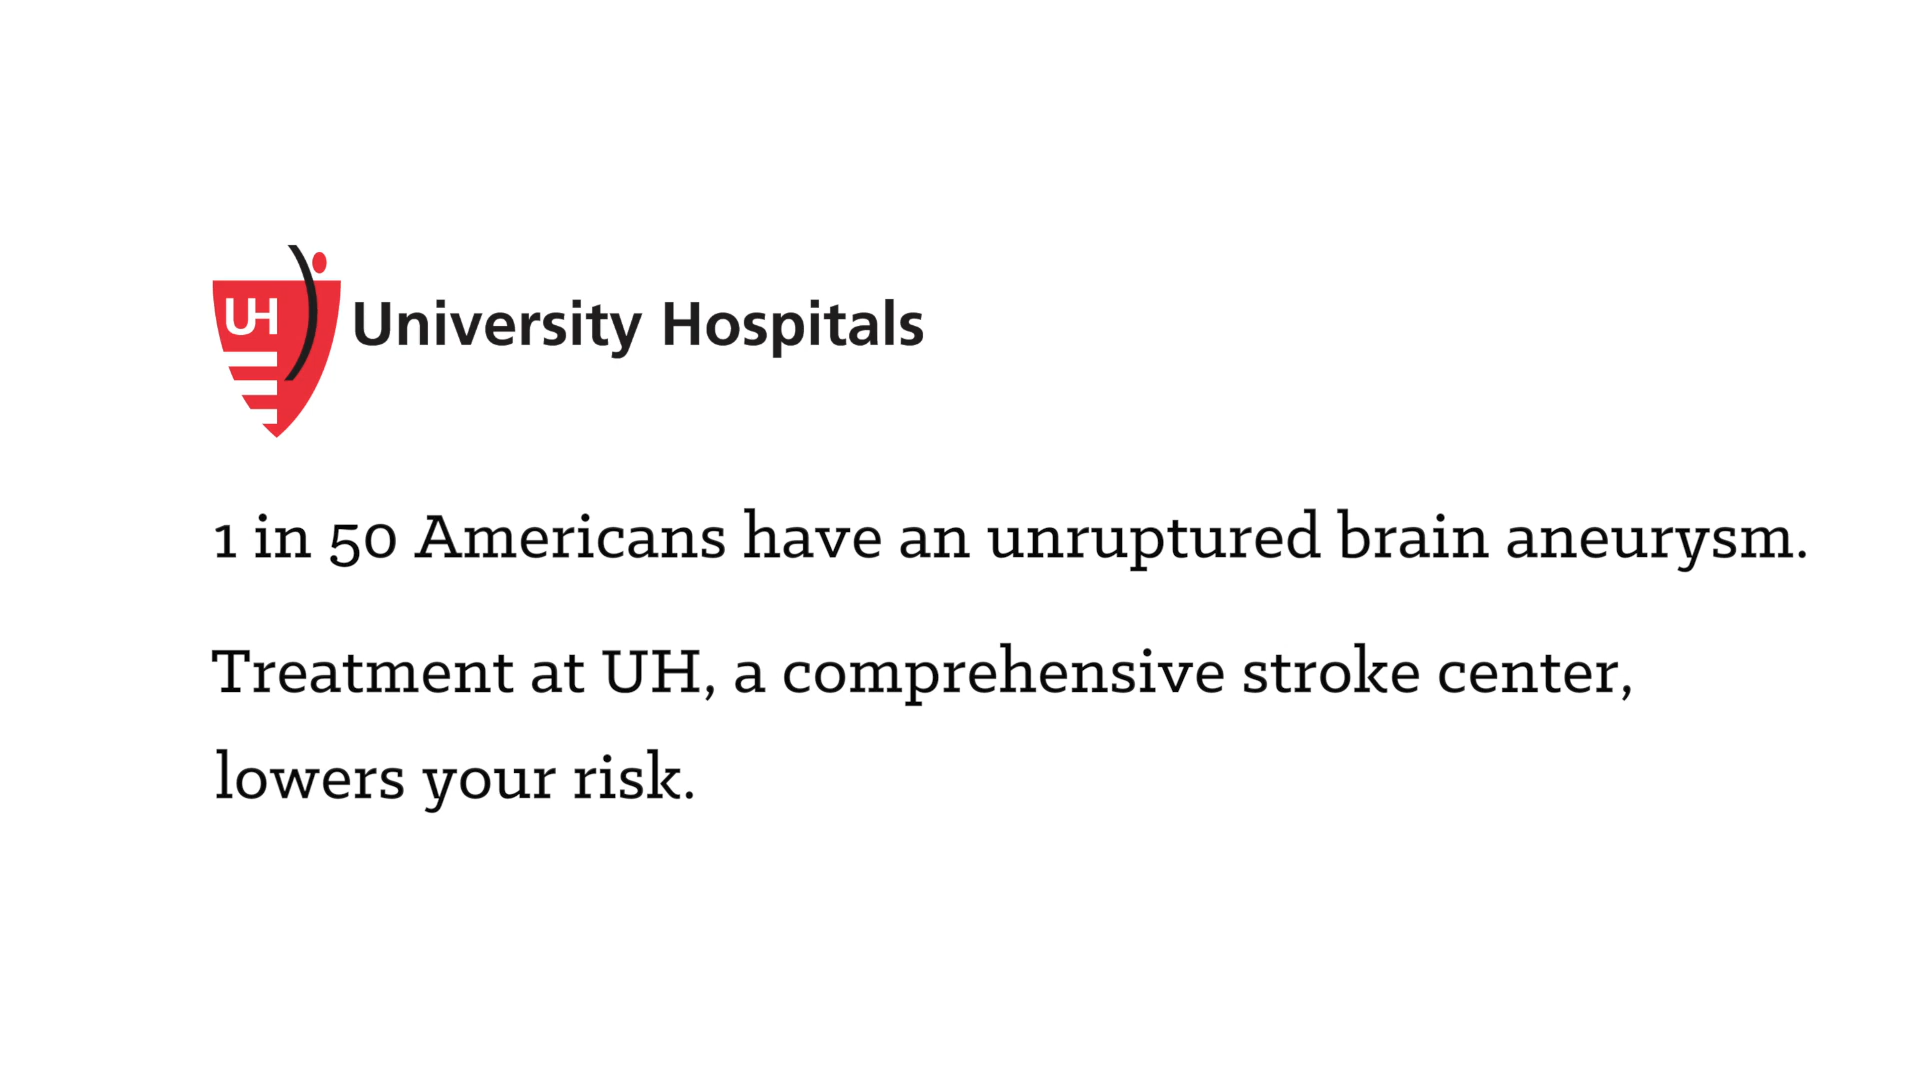 UH University Hospitals
1 in 50 Americans have an unruptured brain aneurysm.
Treatment at UH, a comprehensive stroke center,
lowers your risk.